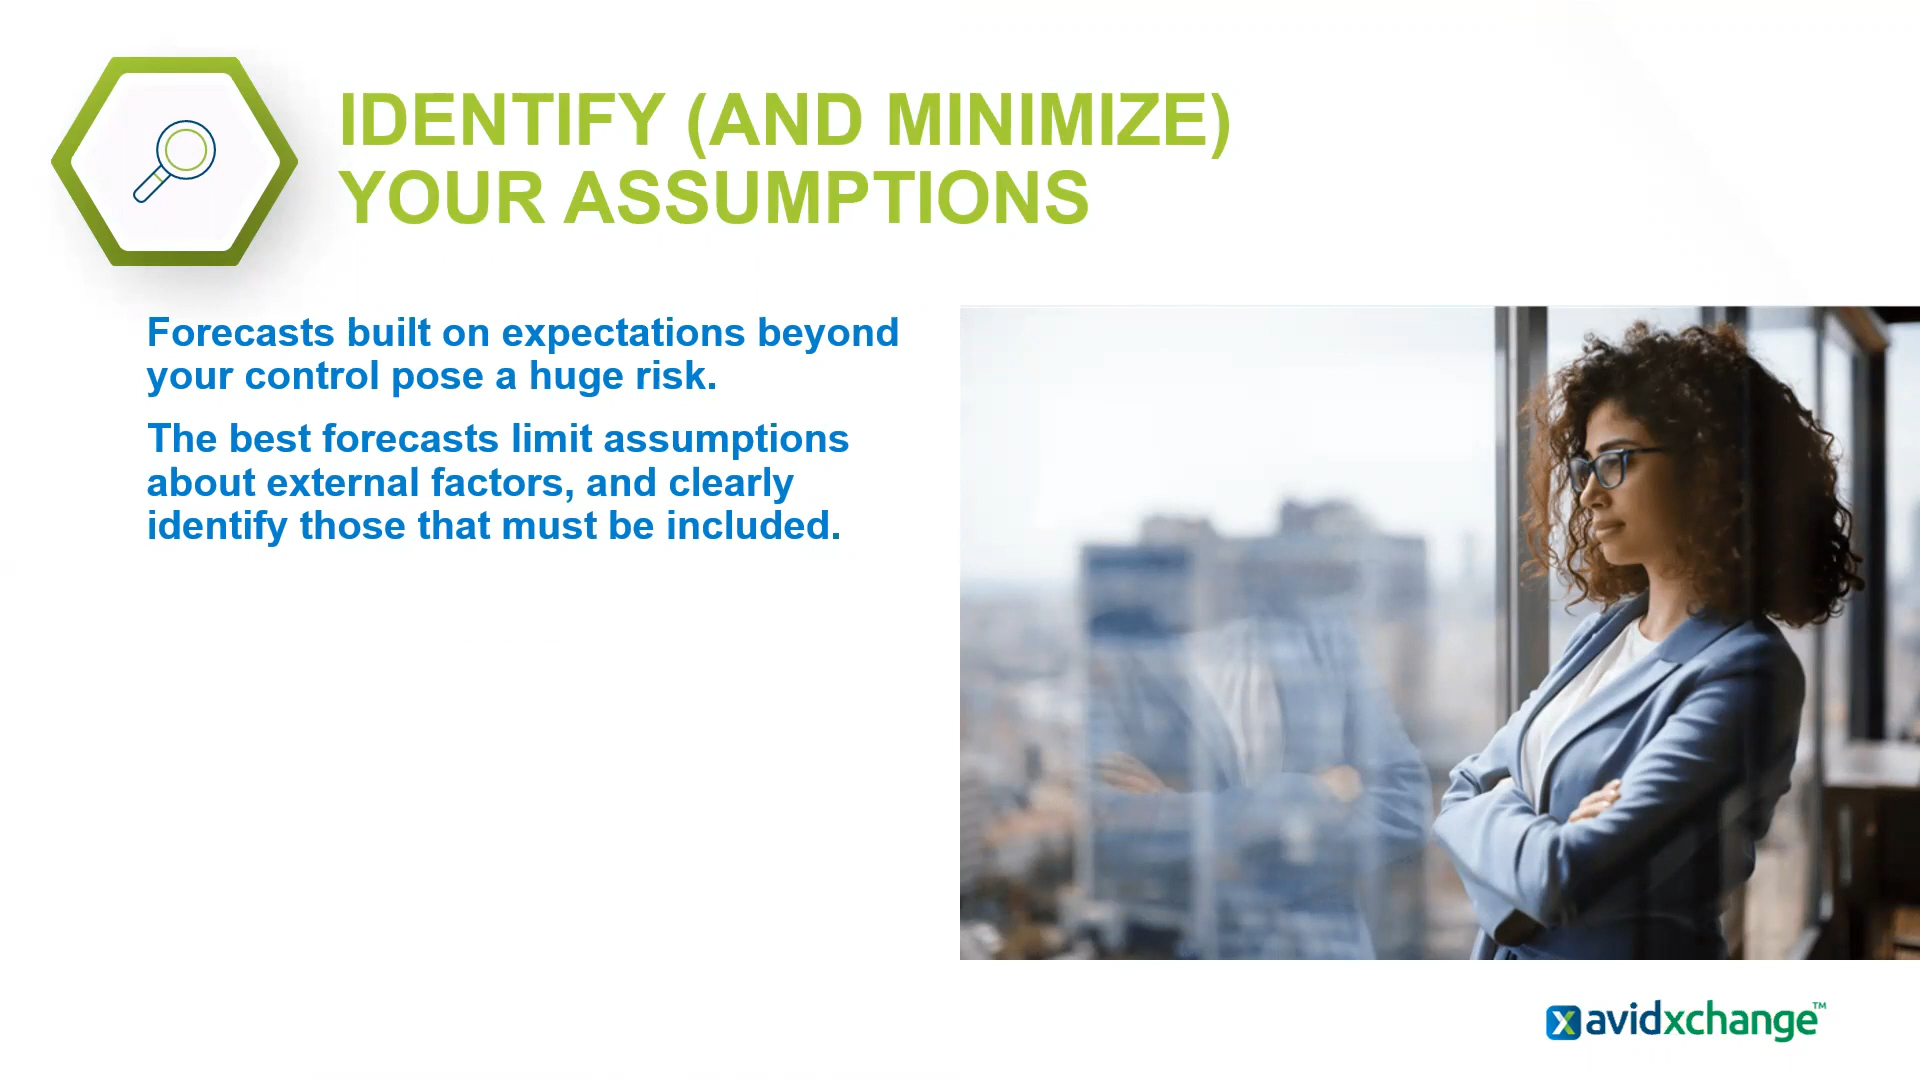 IDENTIFY (AND MINIMIZE)
YOUR ASSUMPTIONS
Forecasts built on expectations beyond
your control pose a huge risk.
The best forecasts limit assumptions
about external factors, and clearly
identify those that must be included.
avidxchange™